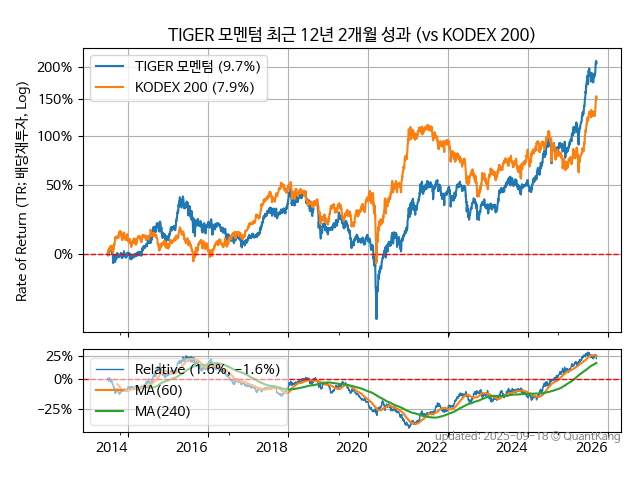 TIGER 모멘텀 최근 12년 2개월 성과 (vs KODEX 200)
Rate of Return (TR: 배당재투자, Log)
200%
150%
100%
50%
0%
TIGER 모멘텀 (9.7%)
KODEX 200 (7.9%)
25%
0%
−25%
Relative (1.6%, −1.6%)
MA(60)
MA(240)
2014 2016 2018 2020 2022 2024 2026
updated: 2025-09-18 © QuantKang